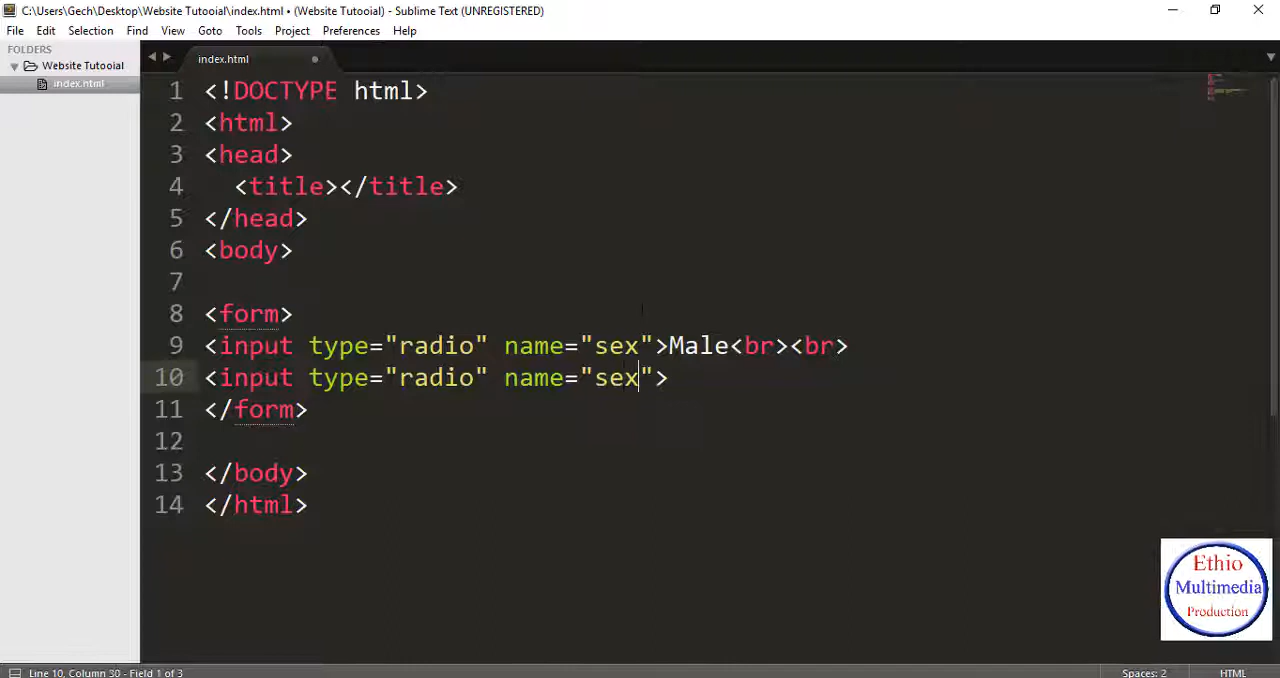 C:\Users\Gech\Desktop\Website Tutooial\index.html • (Website Tutooial) - Sublime Text (UNREGISTERED)
File Edit Selection Find View Goto Tools Project Preferences Help
FOLDERS
Website Tutooial
index.html
index.html
1 <!DOCTYPE html>
2 <html>
3 <head>
4 <title></title>
5 </head>
6 <body>
7
8 <form>
9 <input type="radio" name="sex">Male<br><br>
10 <input type="radio" name="sex">
11 </form>
12
13 </body>
14 </html>
Ethio
Multimedia
Production
Line 10, Column 30 - Field 1 of 3
Spaces: 2
HTML